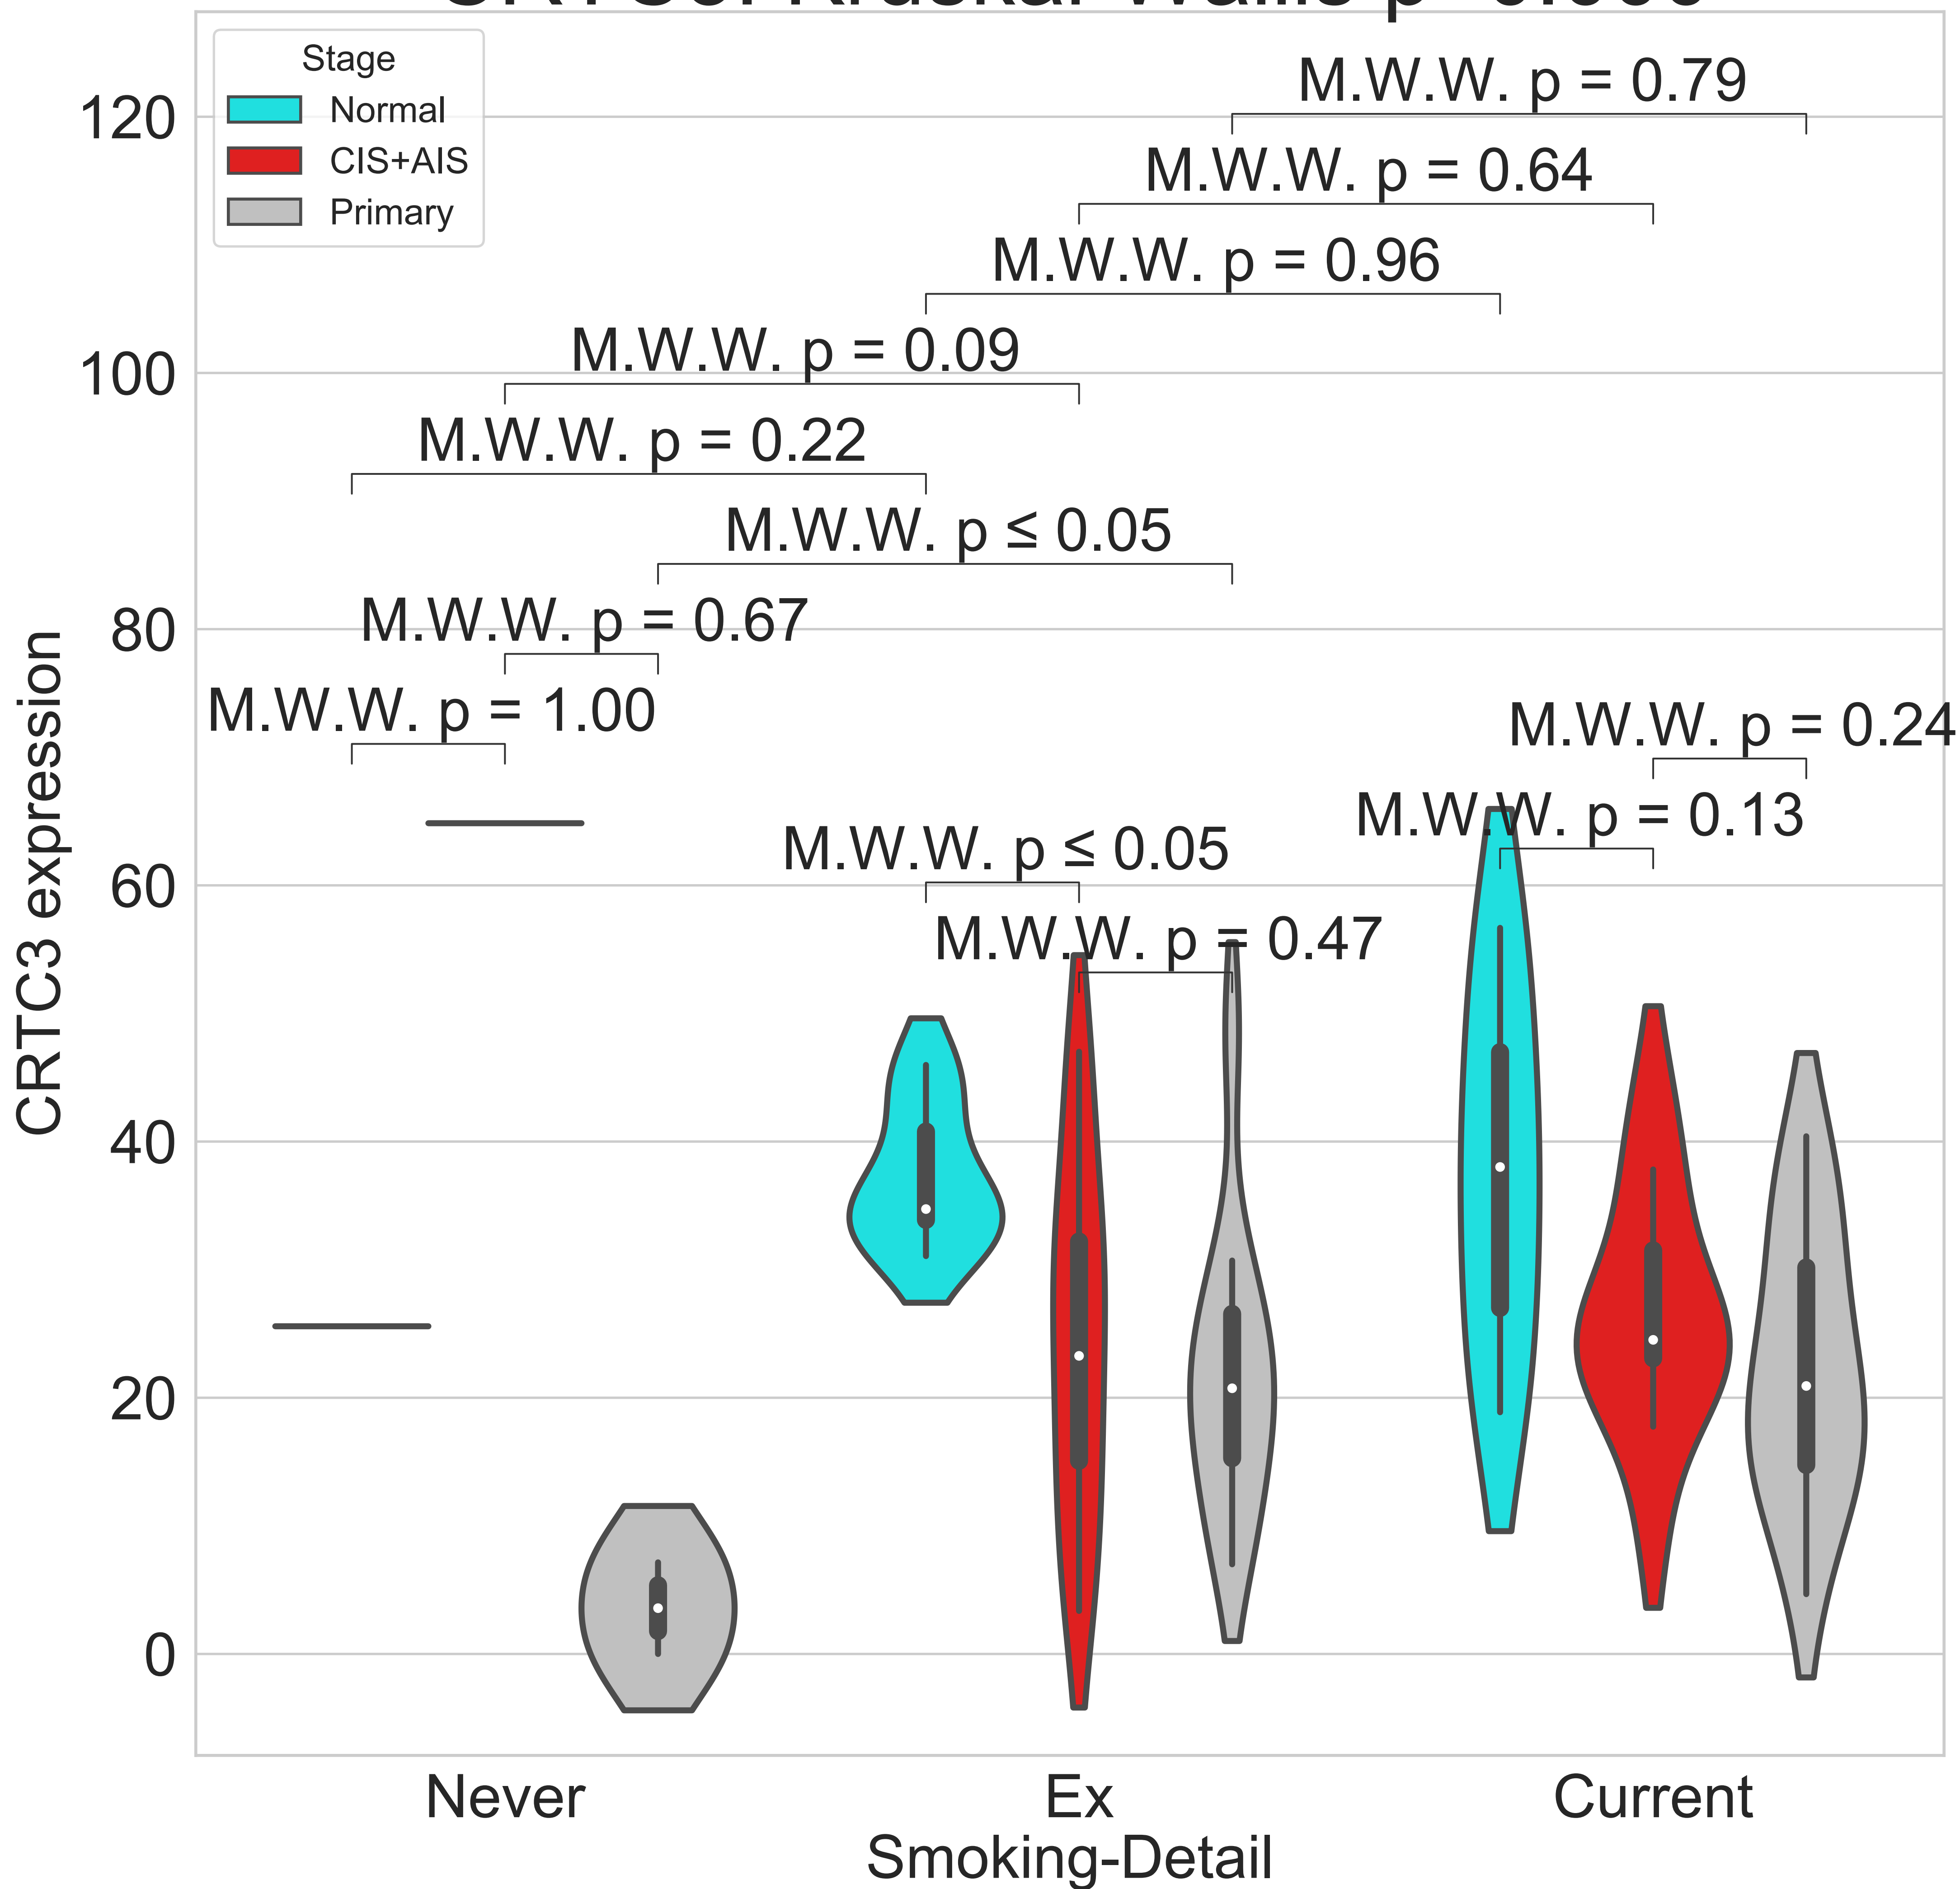 Stage
Normal
CIS+AIS
Primary
M.W.W. p = 0.79
120
M.W.W. p = 0.64
M.W.W. p = 0.96
M.W.W. p = 0.09
100
M.W.W. p = 0.22
M.W.W. p ≤ 0.05
M.W.W. p = 0.67
80
M.W.W. p = 1.00
M.W.W. p = 0.24
M.W.W. p = 0.13
M.W.W. p ≤ 0.05
60
M.W.W. p = 0.47
40
20
0
CRTC3 expression
Never
Ex
Current
Smoking-Detail